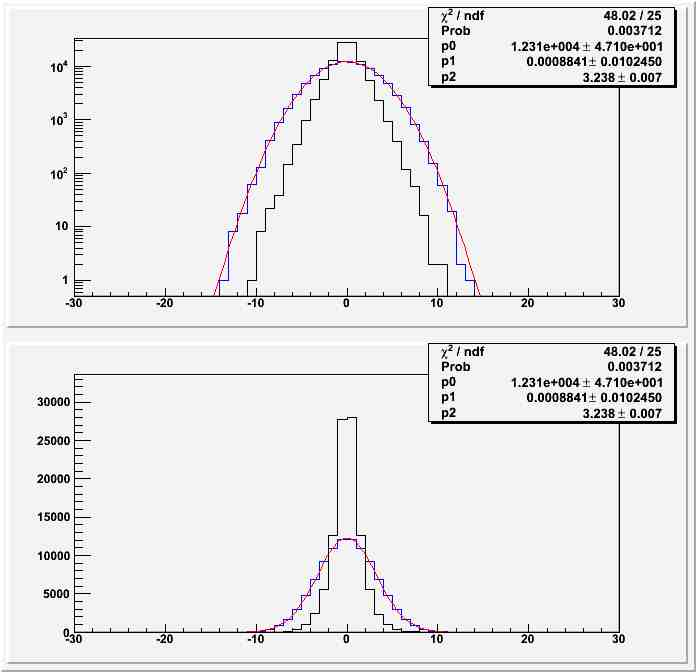 χ² / ndf 48.02 / 25
Prob 0.003712
p0 1.231e+004 ± 4.710e+001
p1 0.0008841± 0.0102450
p2 3.238 ± 0.007
10⁴
10³
10²
10
1
-30 -20 -10 0 10 20 30
χ² / ndf 48.02 / 25
Prob 0.003712
p0 1.231e+004 ± 4.710e+001
p1 0.0008841± 0.0102450
p2 3.238 ± 0.007
30000
25000
20000
15000
10000
5000
0
-30 -20 -10 0 10 20 30